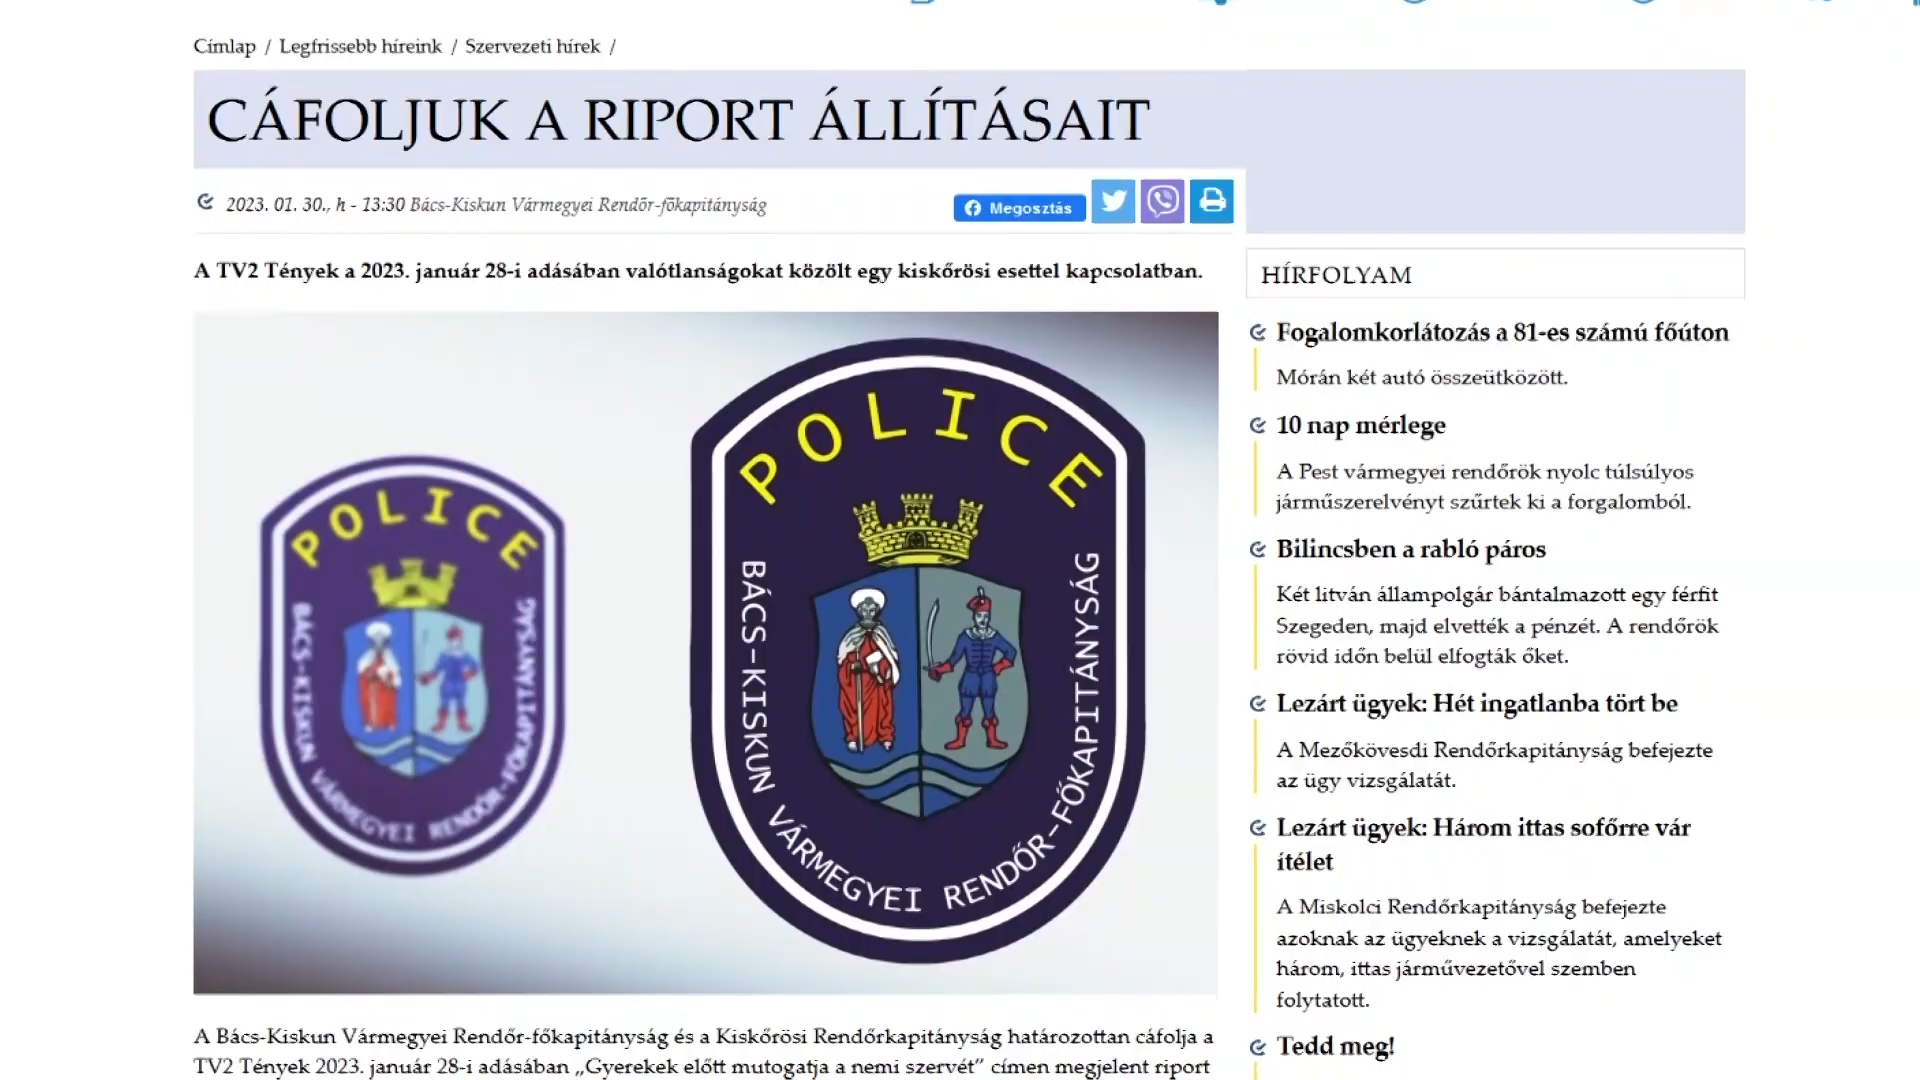 Címlap / Legfrissebb híreink / Szervezeti hírek /
CÁFOLJUK A RIPORT ÁLLÍTÁSAIT
2023. 01. 30., h - 13:30 Bács-Kiskun Vármegyei Rendőr-főkapitányság
Megosztás
A TV2 Tények a 2023. január 28-i adásában valótlanságokat közölt egy kiskőrösi esettel kapcsolatban.
POLICE
BÁCS-KISKUN VÁRMEGYEI RENDŐR-FŐKAPITÁNYSÁG
POLICE
BÁCS-KISKUN VÁRMEGYEI RENDŐR-FŐKAPITÁNYSÁG
A Bács-Kiskun Vármegyei Rendőr-főkapitányság és a Kiskőrösi Rendőrkapitányság határozottan cáfolja a
TV2 Tények 2023. január 28-i adásában „Gyerekek előtt mutogatja a nemi szervét” címen megjelent riport
HÍRFOLYAM
Fogalomkorlátozás a 81-es számú főúton
Mórán két autó összeütközött.
10 nap mérlege
A Pest vármegyei rendőrök nyolc túlsúlyos
járműszerelvényt szűrtek ki a forgalomból.
Bilincsben a rabló páros
Két litván állampolgár bántalmazott egy férfit
Szegeden, majd elvették a pénzét. A rendőrök
rövid időn belül elfogták őket.
Lezárt ügyek: Hét ingatlanba tört be
A Mezőkövesdi Rendőrkapitányság befejezte
az ügy vizsgálatát.
Lezárt ügyek: Három ittas sofőrre vár
ítélet
A Miskolci Rendőrkapitányság befejezte
azoknak az ügyeknek a vizsgálatát, amelyeket
három, ittas járművezetővel szemben
folytatott.
Tedd meg!